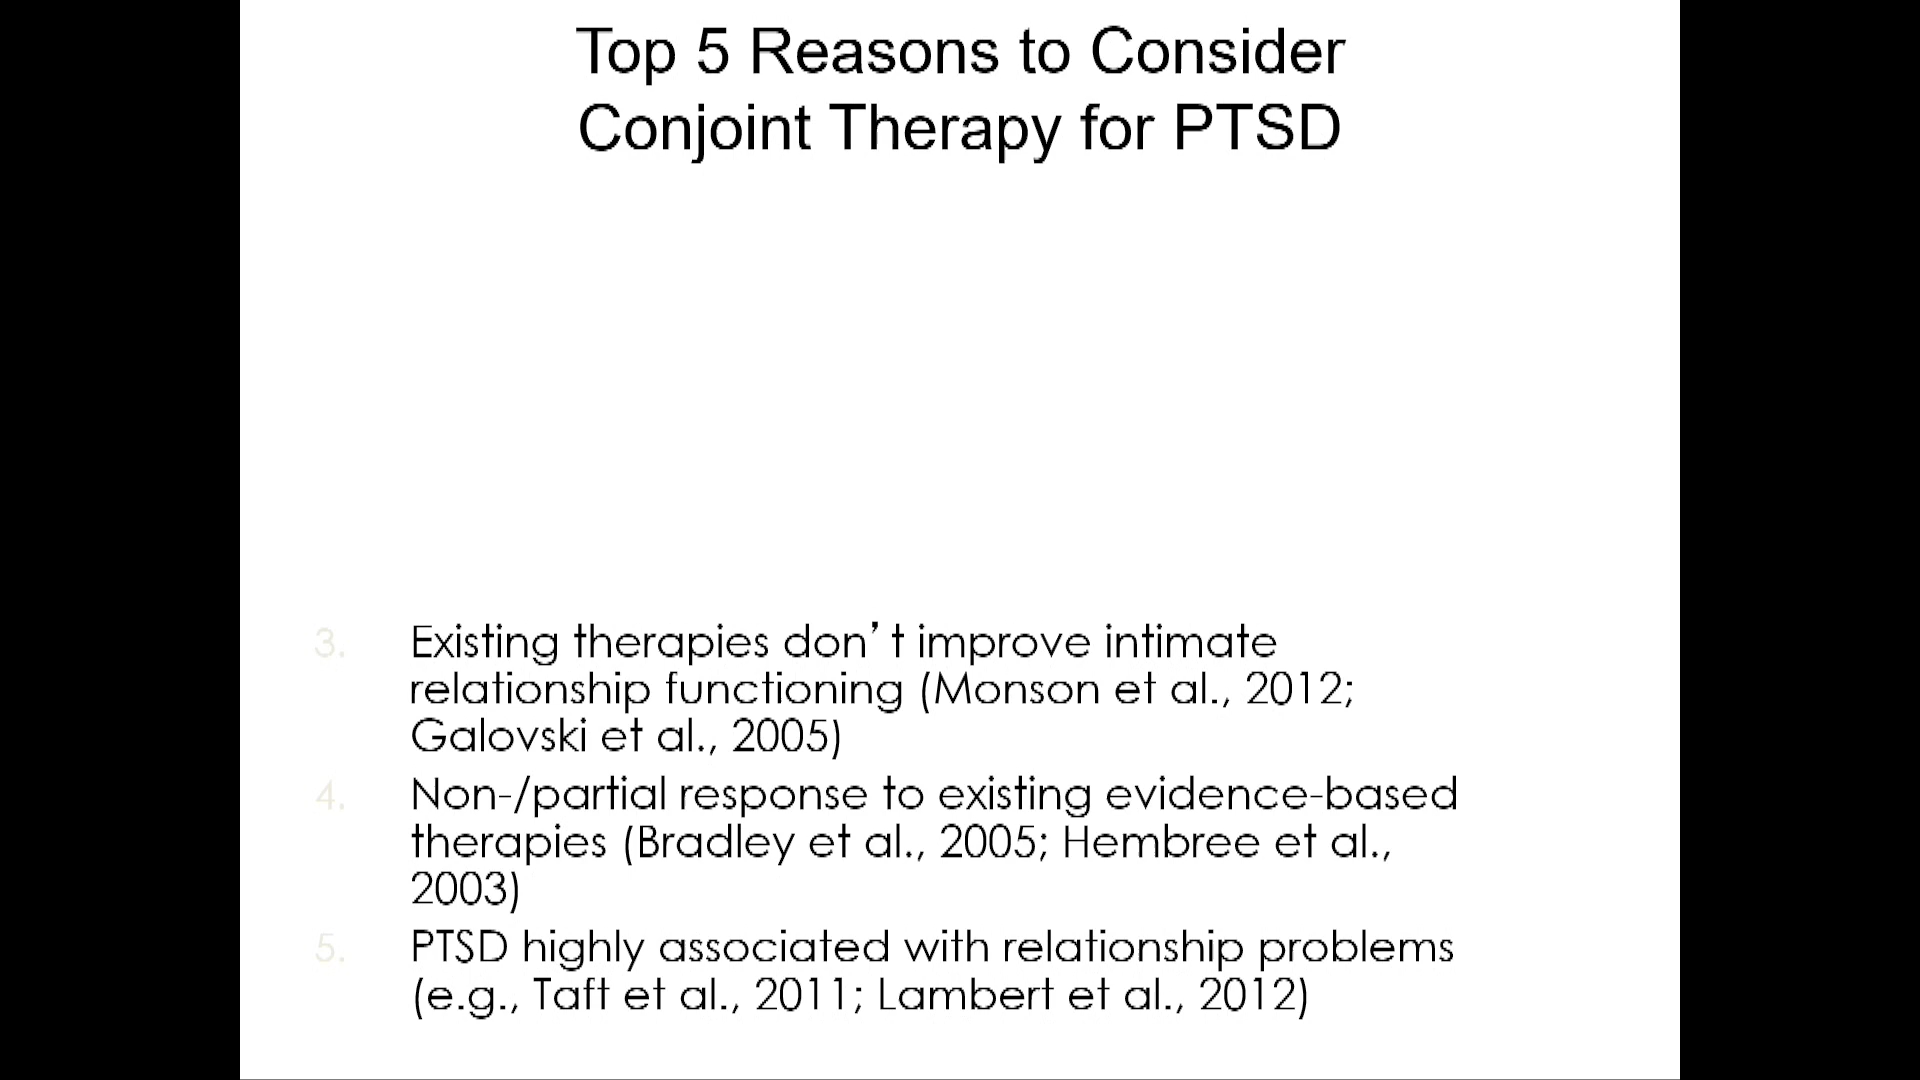 Top 5 Reasons to Consider
Conjoint Therapy for PTSD
3. Existing therapies don’t improve intimate
relationship functioning (Monson et al., 2012;
Galovski et al., 2005)
4. Non-/partial response to existing evidence-based
therapies (Bradley et al., 2005; Hembree et al.,
2003)
5. PTSD highly associated with relationship problems
(e.g., Taft et al., 2011; Lambert et al., 2012)